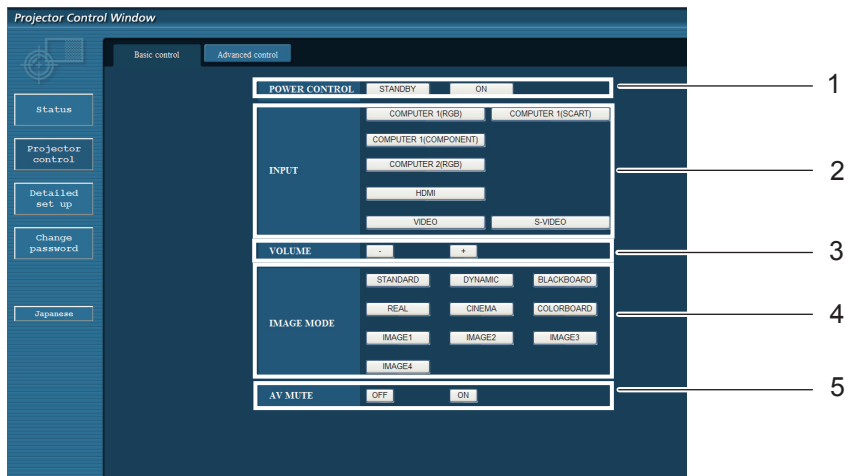 Projector Control Window
Basic control
Advanced control
Status
Projector control
Detailed set up
Change password
Japanese
POWER CONTROL STANDBY ON 1
INPUT
COMPUTER 1(RGB) COMPUTER 1(SCART)
COMPUTER 1(COMPONENT)
COMPUTER 2(RGB)
HDMI
VIDEO S-VIDEO
2
VOLUME - + 3
IMAGE MODE
STANDARD DYNAMIC BLACKBOARD
REAL CINEMA COLORBOARD
IMAGE1 IMAGE2 IMAGE3
IMAGE4
4
AV MUTE OFF ON 5